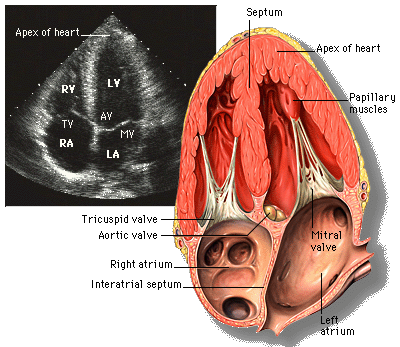 Septum
Apex of heart
Apex of heart
RV
LV
Papillary
muscles
AV
TV
MV
RA
LA
Tricuspid valve
Aortic valve
Mitral
valve
Right atrium
Interatrial septum
Left
atrium